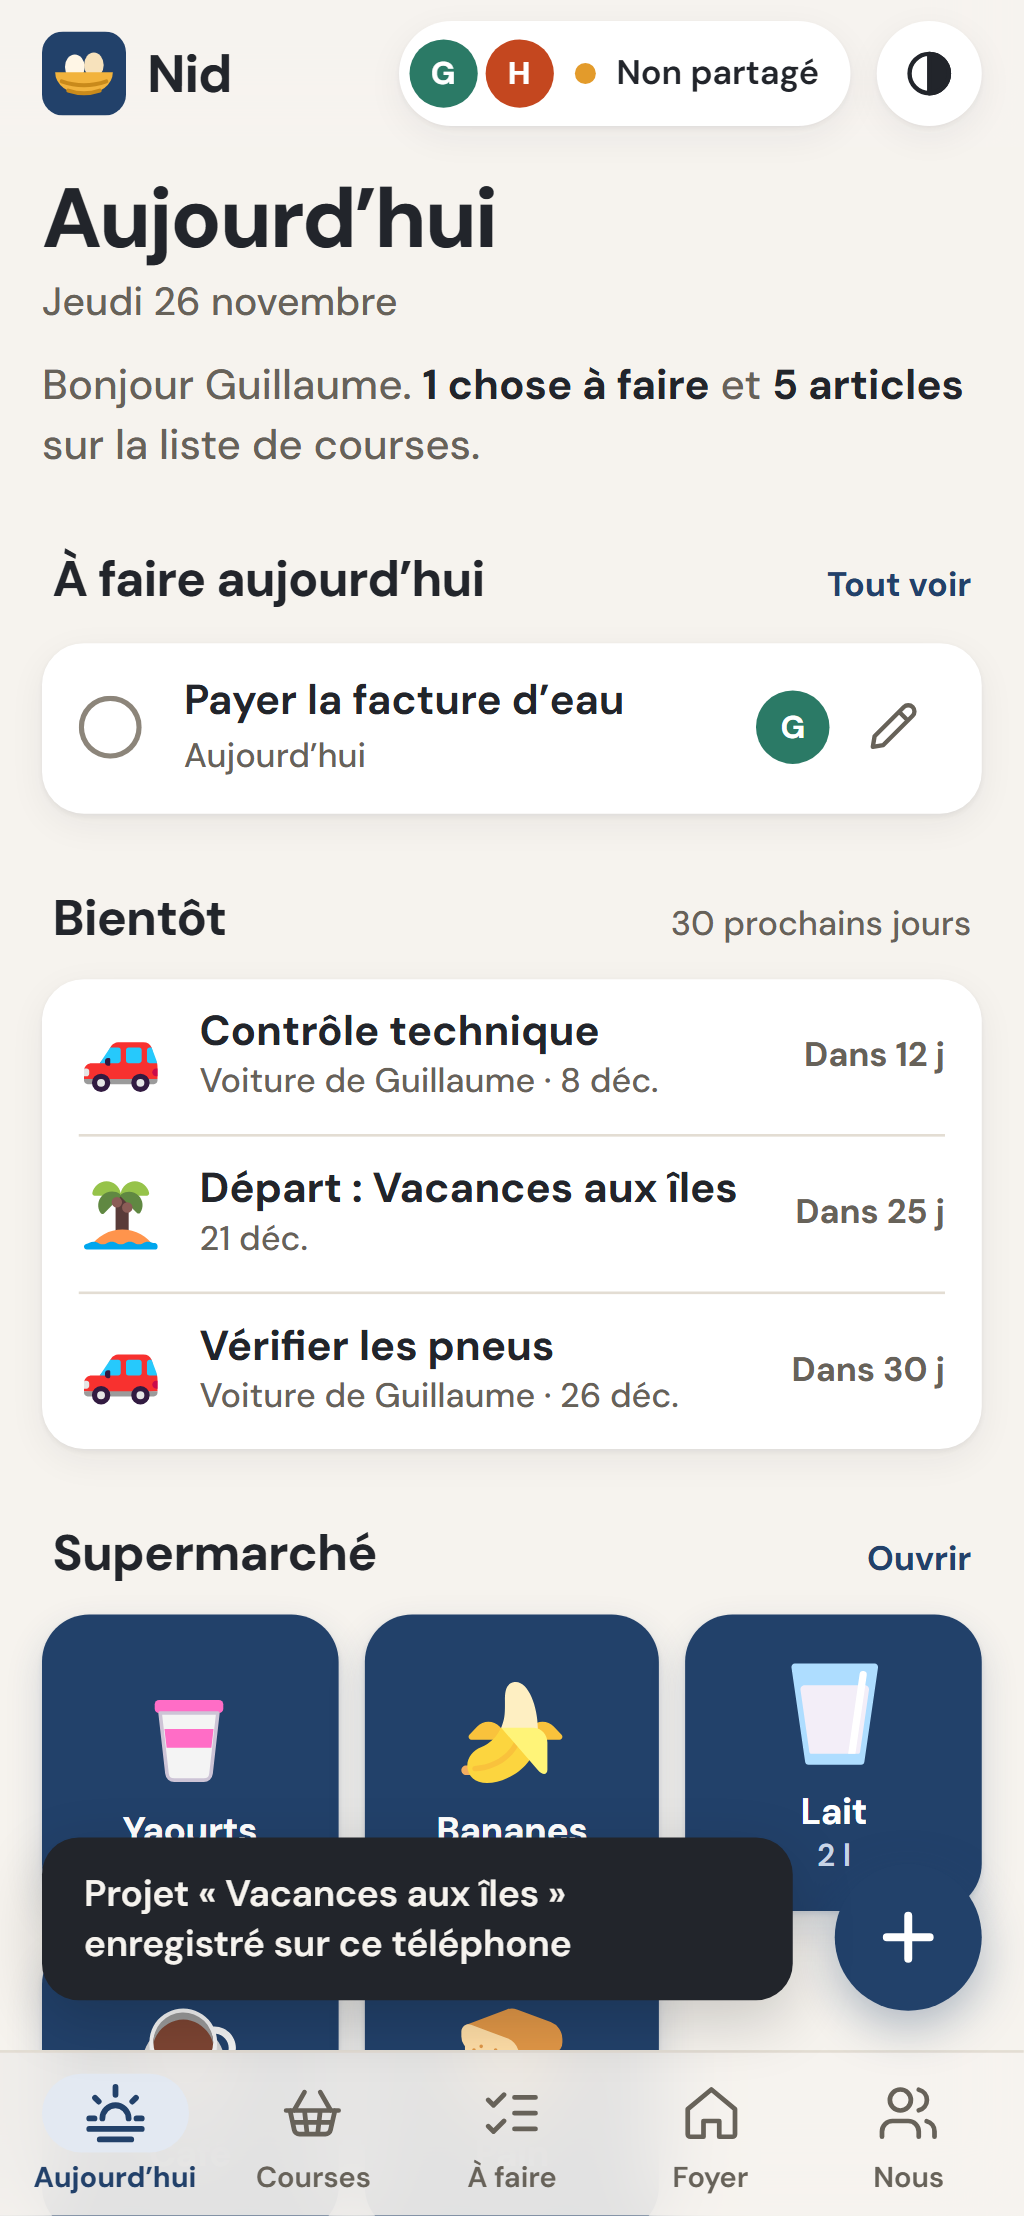 Nid
G H Non partagé
Aujourd’hui
Jeudi 26 novembre
Bonjour Guillaume. 1 chose à faire et 5 articles
sur la liste de courses.
À faire aujourd’hui
Tout voir
Payer la facture d’eau
Aujourd’hui
G
Bientôt
30 prochains jours
Contrôle technique
Voiture de Guillaume · 8 déc.
Dans 12 j
Départ : Vacances aux îles
21 déc.
Dans 25 j
Vérifier les pneus
Voiture de Guillaume · 26 déc.
Dans 30 j
Supermarché
Ouvrir
Yaourts
Bananes
Lait
2 l
Projet « Vacances aux îles »
enregistré sur ce téléphone
Aujourd’hui
Courses
À faire
Foyer
Nous